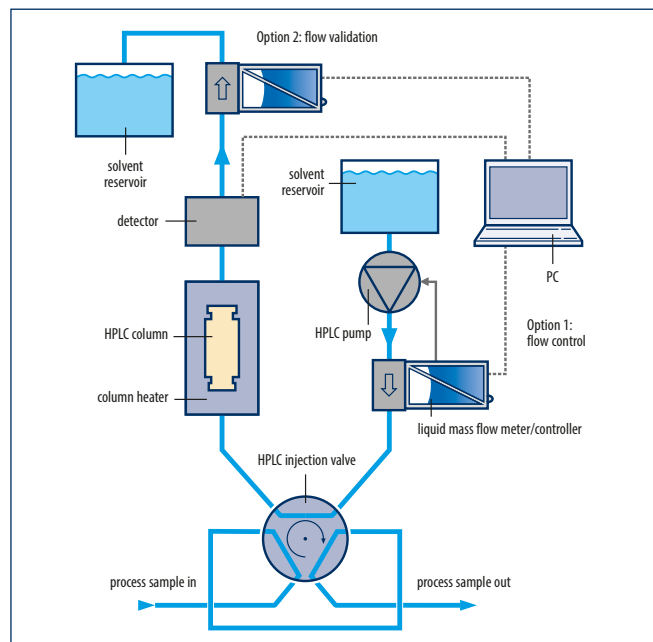 Option 2: flow validation
solvent
reservoir
solvent
reservoir
detector
PC
HPLC pump
Option 1:
flow control
HPLC column
column heater
liquid mass flow meter/controller
HPLC injection valve
process sample in
process sample out